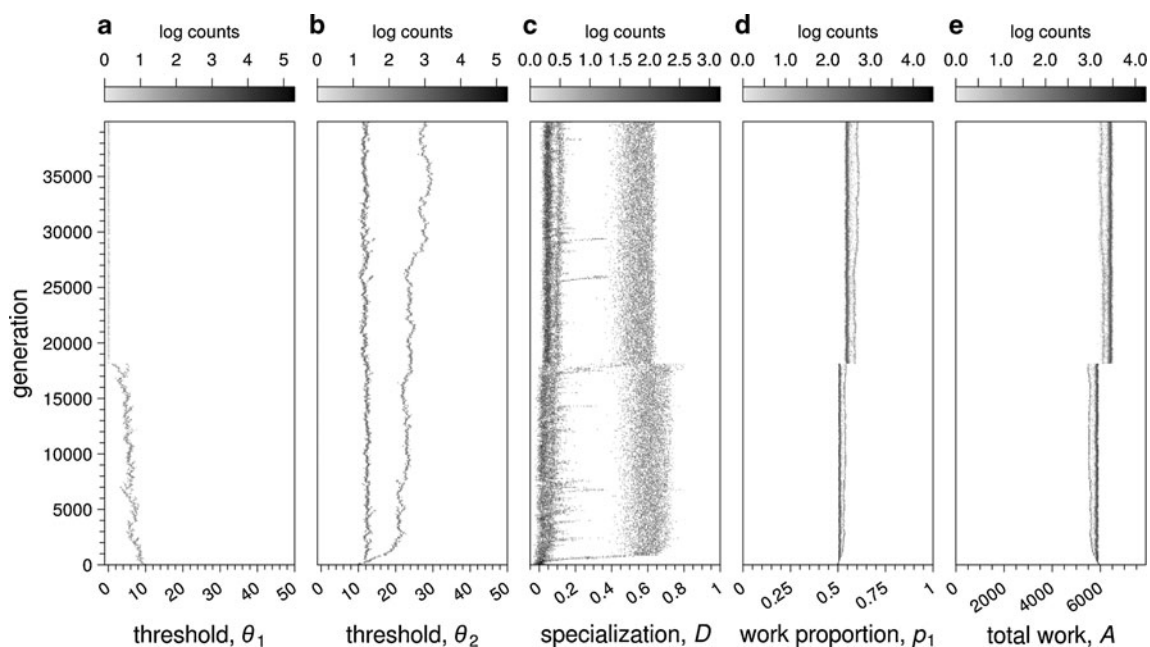 a b c d e
log counts log counts log counts log counts log counts
0 1 2 3 4 5 0 1 2 3 4 5 0.0 0.5 1.0 1.5 2.0 2.5 3.0 0.0 1.0 2.0 3.0 4.0 0.0 1.0 2.0 3.0 4.0
35000
30000
25000
20000
15000
10000
5000
0
generation
0 10 20 30 40 50 0 10 20 30 40 50 0 0.2 0.4 0.6 0.8 1 0 0.25 0.5 0.75 1 0 2000 4000 6000
threshold, θ1 threshold, θ2 specialization, D work proportion, p1 total work, A